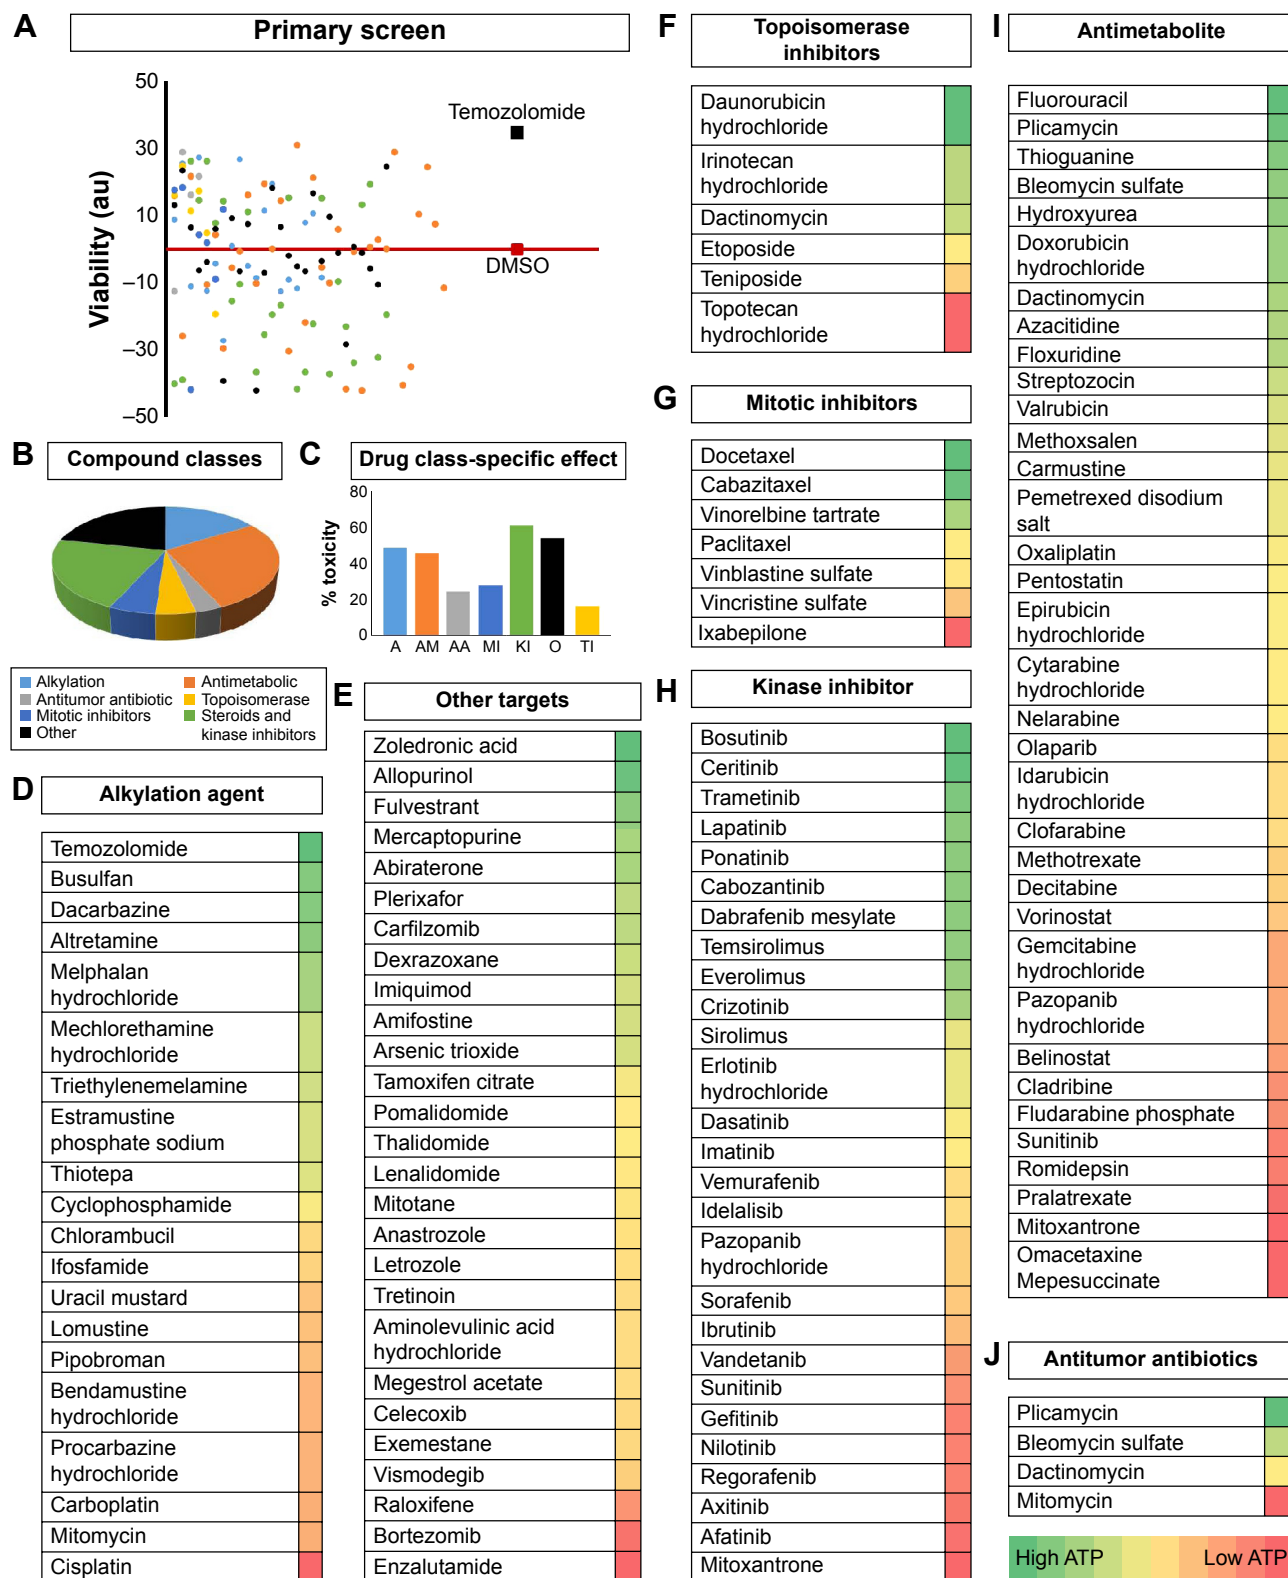 A
Primary screen
50
30
10
–10
–30
–50
Viability (au)
Temozolomide
DMSO
B
Compound classes
Alkylation
Antimetabolic
Antitumor antibiotic
Topoisomerase
Mitotic inhibitors
Steroids and
kinase inhibitors
Other
C
Drug class-specific effect
% toxicity
80
60
40
20
0
A AM AA MI KI O TI
D
Alkylation agent
Temozolomide
Busulfan
Dacarbazine
Altretamine
Melphalan
hydrochloride
Mechlorethamine
hydrochloride
Triethylenemelamine
Estramustine
phosphate sodium
Thiotepa
Cyclophosphamide
Chlorambucil
Ifosfamide
Uracil mustard
Lomustine
Pipobroman
Bendamustine
hydrochloride
Procarbazine
hydrochloride
Carboplatin
Mitomycin
Cisplatin
E
Other targets
Zoledronic acid
Allopurinol
Fulvestrant
Mercaptopurine
Abiraterone
Plerixafor
Carfilzomib
Dexrazoxane
Imiquimod
Amifostine
Arsenic trioxide
Tamoxifen citrate
Pomalidomide
Thalidomide
Lenalidomide
Mitotane
Anastrozole
Letrozole
Tretinoin
Aminolevulinic acid
hydrochloride
Megestrol acetate
Celecoxib
Exemestane
Vismodegib
Raloxifene
Bortezomib
Enzalutamide
F
Topoisomerase
inhibitors
Daunorubicin
hydrochloride
Irinotecan
hydrochloride
Dactinomycin
Etoposide
Teniposide
Topotecan
hydrochloride
G
Mitotic inhibitors
Docetaxel
Cabazitaxel
Vinorelbine tartrate
Paclitaxel
Vinblastine sulfate
Vincristine sulfate
Ixabepilone
H
Kinase inhibitor
Bosutinib
Ceritinib
Trametinib
Lapatinib
Ponatinib
Cabozantinib
Dabrafenib mesylate
Temsirolimus
Everolimus
Crizotinib
Sirolimus
Erlotinib
hydrochloride
Dasatinib
Imatinib
Vemurafenib
Idelalisib
Pazopanib
hydrochloride
Sorafenib
Ibrutinib
Vandetanib
Sunitinib
Gefitinib
Nilotinib
Regorafenib
Axitinib
Afatinib
Mitoxantrone
I
Antimetabolite
Fluorouracil
Plicamycin
Thioguanine
Bleomycin sulfate
Hydroxyurea
Doxorubicin
hydrochloride
Dactinomycin
Azacitidine
Floxuridine
Streptozocin
Valrubicin
Methoxsalen
Carmustine
Pemetrexed disodium
salt
Oxaliplatin
Pentostatin
Epirubicin
hydrochloride
Cytarabine
hydrochloride
Nelarabine
Olaparib
Idarubicin
hydrochloride
Clofarabine
Methotrexate
Decitabine
Vorinostat
Gemcitabine
hydrochloride
Pazopanib
hydrochloride
Belinostat
Cladribine
Fludarabine phosphate
Sunitinib
Romidepsin
Pralatrexate
Mitoxantrone
Omacetaxine
Mepesuccinate
J
Antitumor antibiotics
Plicamycin
Bleomycin sulfate
Dactinomycin
Mitomycin
High ATP Low ATP